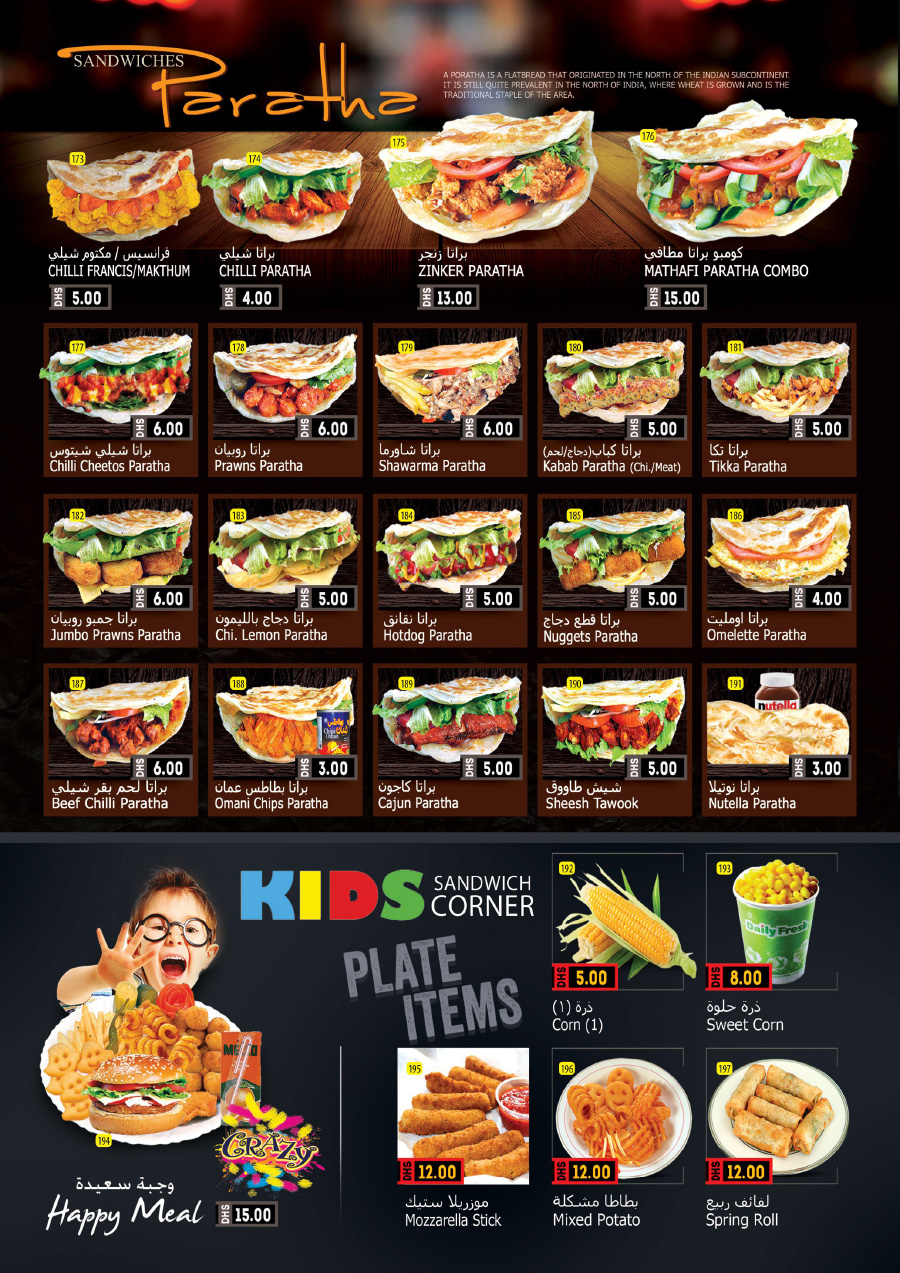 SANDWICHES
Paratha
A PORATHA IS A FLATBREAD THAT ORIGINATED IN THE NORTH OF THE INDIAN SUBCONTINENT.
IT IS STILL QUITE PREVALENT IN THE NORTH OF INDIA, WHERE WHEAT IS GROWN AND IS THE
TRADITIONAL STAPLE OF THE AREA.
173
فرانسيس / مكتوم شيلي
CHILLI FRANCIS/MAKTHUM
DHS 5.00
174
براتا شيلي
CHILLI PARATHA
DHS 4.00
175
براتا زنجر
ZINKER PARATHA
DHS 13.00
176
كومبو براتا مطافي
MATHAFI PARATHA COMBO
DHS 15.00
177
DHS 6.00
براتا شيلي شيتوس
Chilli Cheetos Paratha
178
DHS 6.00
براتا روبيان
Prawns Paratha
179
DHS 6.00
براتا شاورما
Shawarma Paratha
180
DHS 5.00
براتا كباب(دجاج/لحم)
Kabab Paratha (Chi./Meat)
181
DHS 5.00
براتا تكا
Tikka Paratha
182
DHS 6.00
براتا جمبو روبيان
Jumbo Prawns Paratha
183
DHS 5.00
براتا دجاج بالليمون
Chi. Lemon Paratha
184
DHS 5.00
براتا نقانق
Hotdog Paratha
185
DHS 5.00
براتا قطع دجاج
Nuggets Paratha
186
DHS 4.00
براتا اومليت
Omelette Paratha
187
DHS 6.00
براتا لحم بقر شيلي
Beef Chilli Paratha
188
Chips Oman
DHS 3.00
براتا بطاطس عمان
Omani Chips Paratha
189
DHS 5.00
براتا كاجون
Cajun Paratha
190
DHS 5.00
شيش طاووق
Sheesh Tawook
191
nutella
DHS 3.00
براتا نوتيلا
Nutella Paratha
KIDS SANDWICH
CORNER
PLATE
ITEMS
192
DHS 5.00
ذرة (١)
Corn (1)
193
Daily Fresh
DHS 8.00
ذرة حلوة
Sweet Corn
194
CRAZY
وجبة سعيدة
Happy Meal
DHS 15.00
195
DHS 12.00
موزريلا ستيك
Mozzarella Stick
196
DHS 12.00
بطاطا مشكلة
Mixed Potato
197
DHS 12.00
لفائف ربيع
Spring Roll